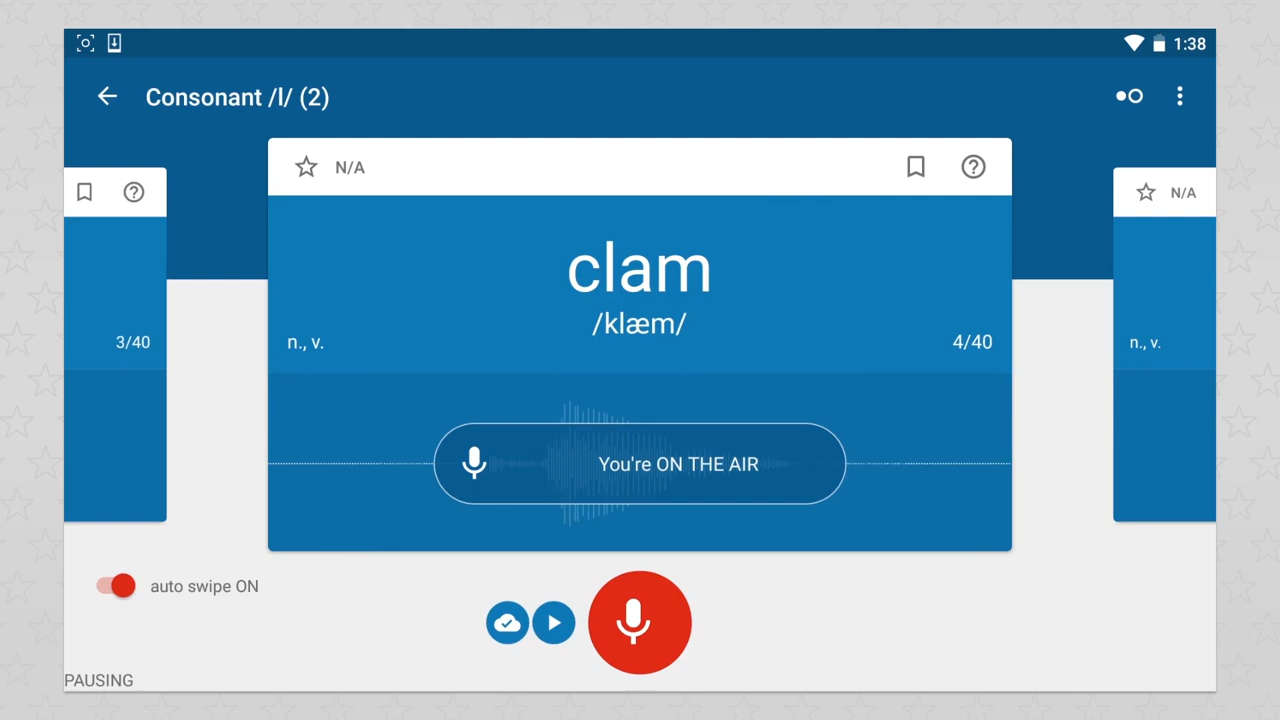 1:38
Consonant /l/ (2)
N/A
N/A
clam
/klæm/
3/40
n., v.
4/40
n., v.
You're ON THE AIR
auto swipe ON
PAUSING